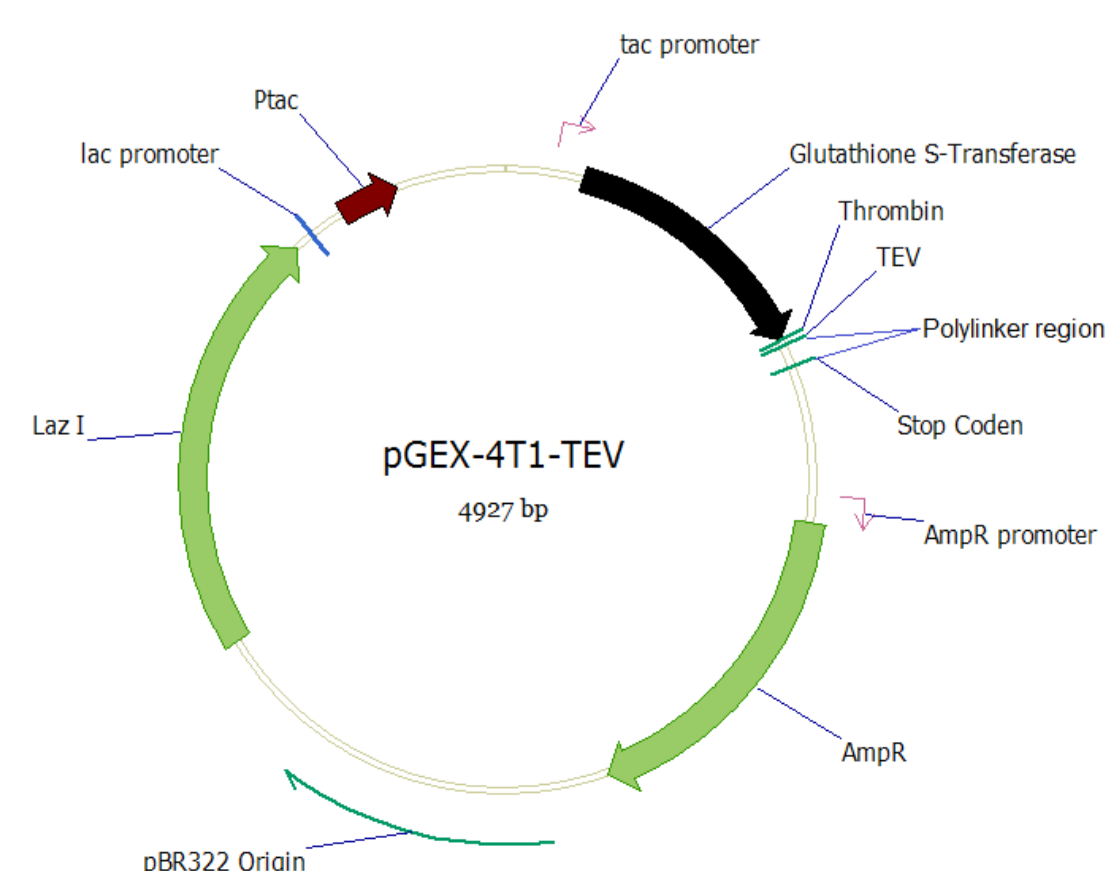 tac promoter
Ptac
lac promoter
Glutathione S-Transferase
Thrombin
TEV
Polylinker region
Laz I
Stop Coden
pGEX-4T1-TEV
4927 bp
AmpR promoter
AmpR
pBR322 Origin